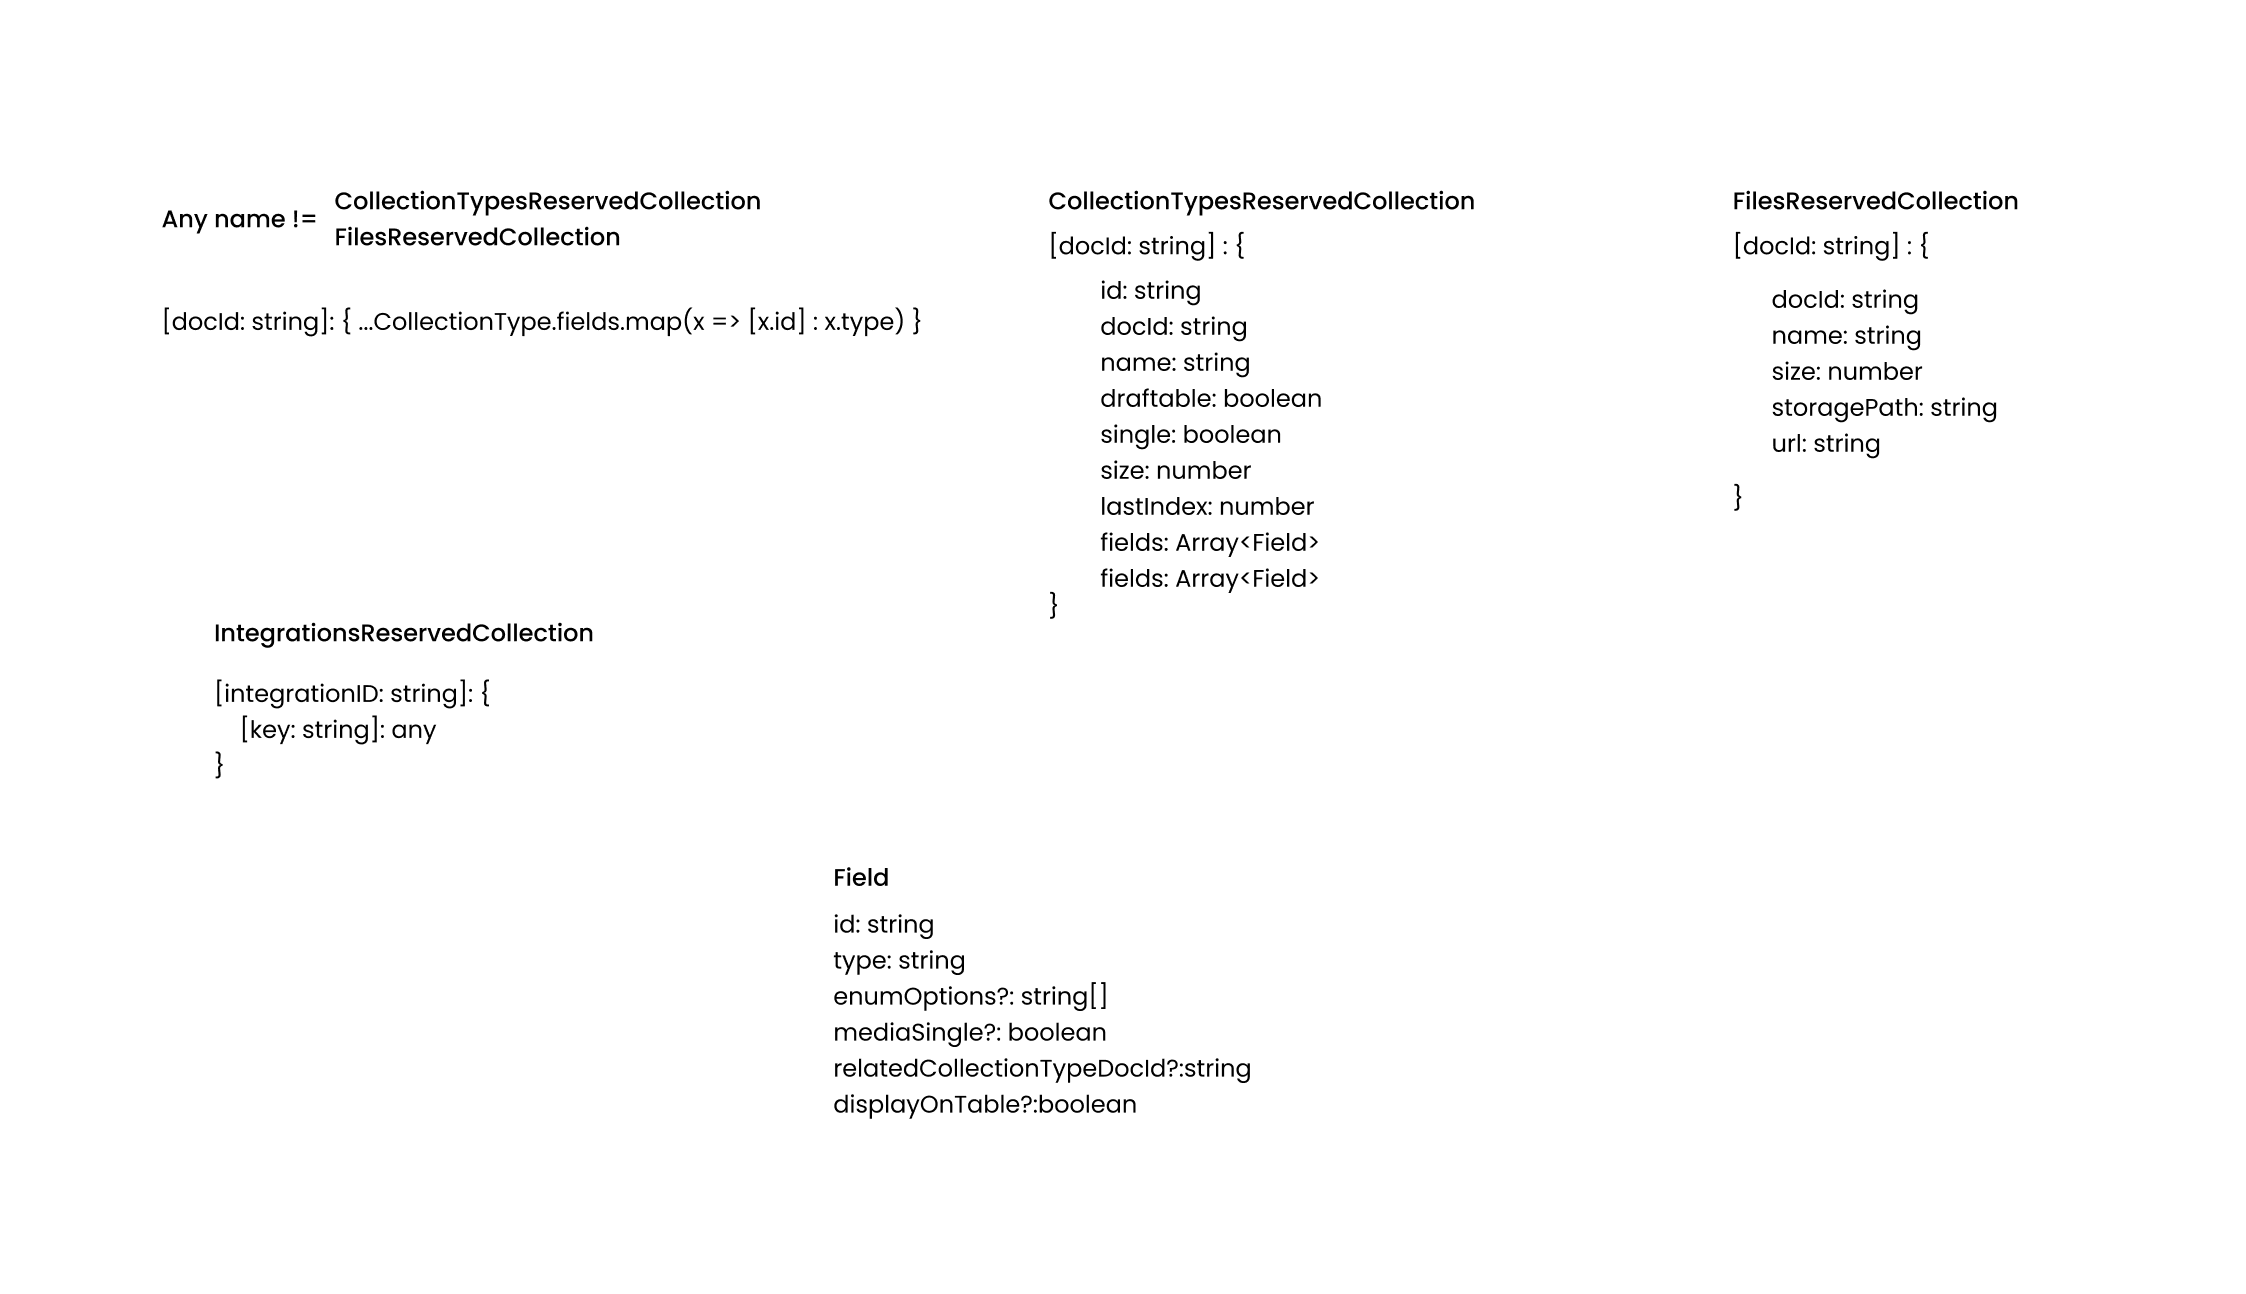 Any name !=
CollectionTypesReservedCollection
FilesReservedCollection
[docId: string]: { ...CollectionType.fields.map(x => [x.id] : x.type) }
CollectionTypesReservedCollection
[docId: string] : {
id: string
docId: string
name: string
draftable: boolean
single: boolean
size: number
lastIndex: number
fields: Array<Field>
fields: Array<Field>
}
FilesReservedCollection
[docId: string] : {
docId: string
name: string
size: number
storagePath: string
url: string
}
IntegrationsReservedCollection
[integrationID: string]: {
[key: string]: any
}
Field
id: string
type: string
enumOptions?: string[]
mediaSingle?: boolean
relatedCollectionTypeDocId?:string
displayOnTable?:boolean